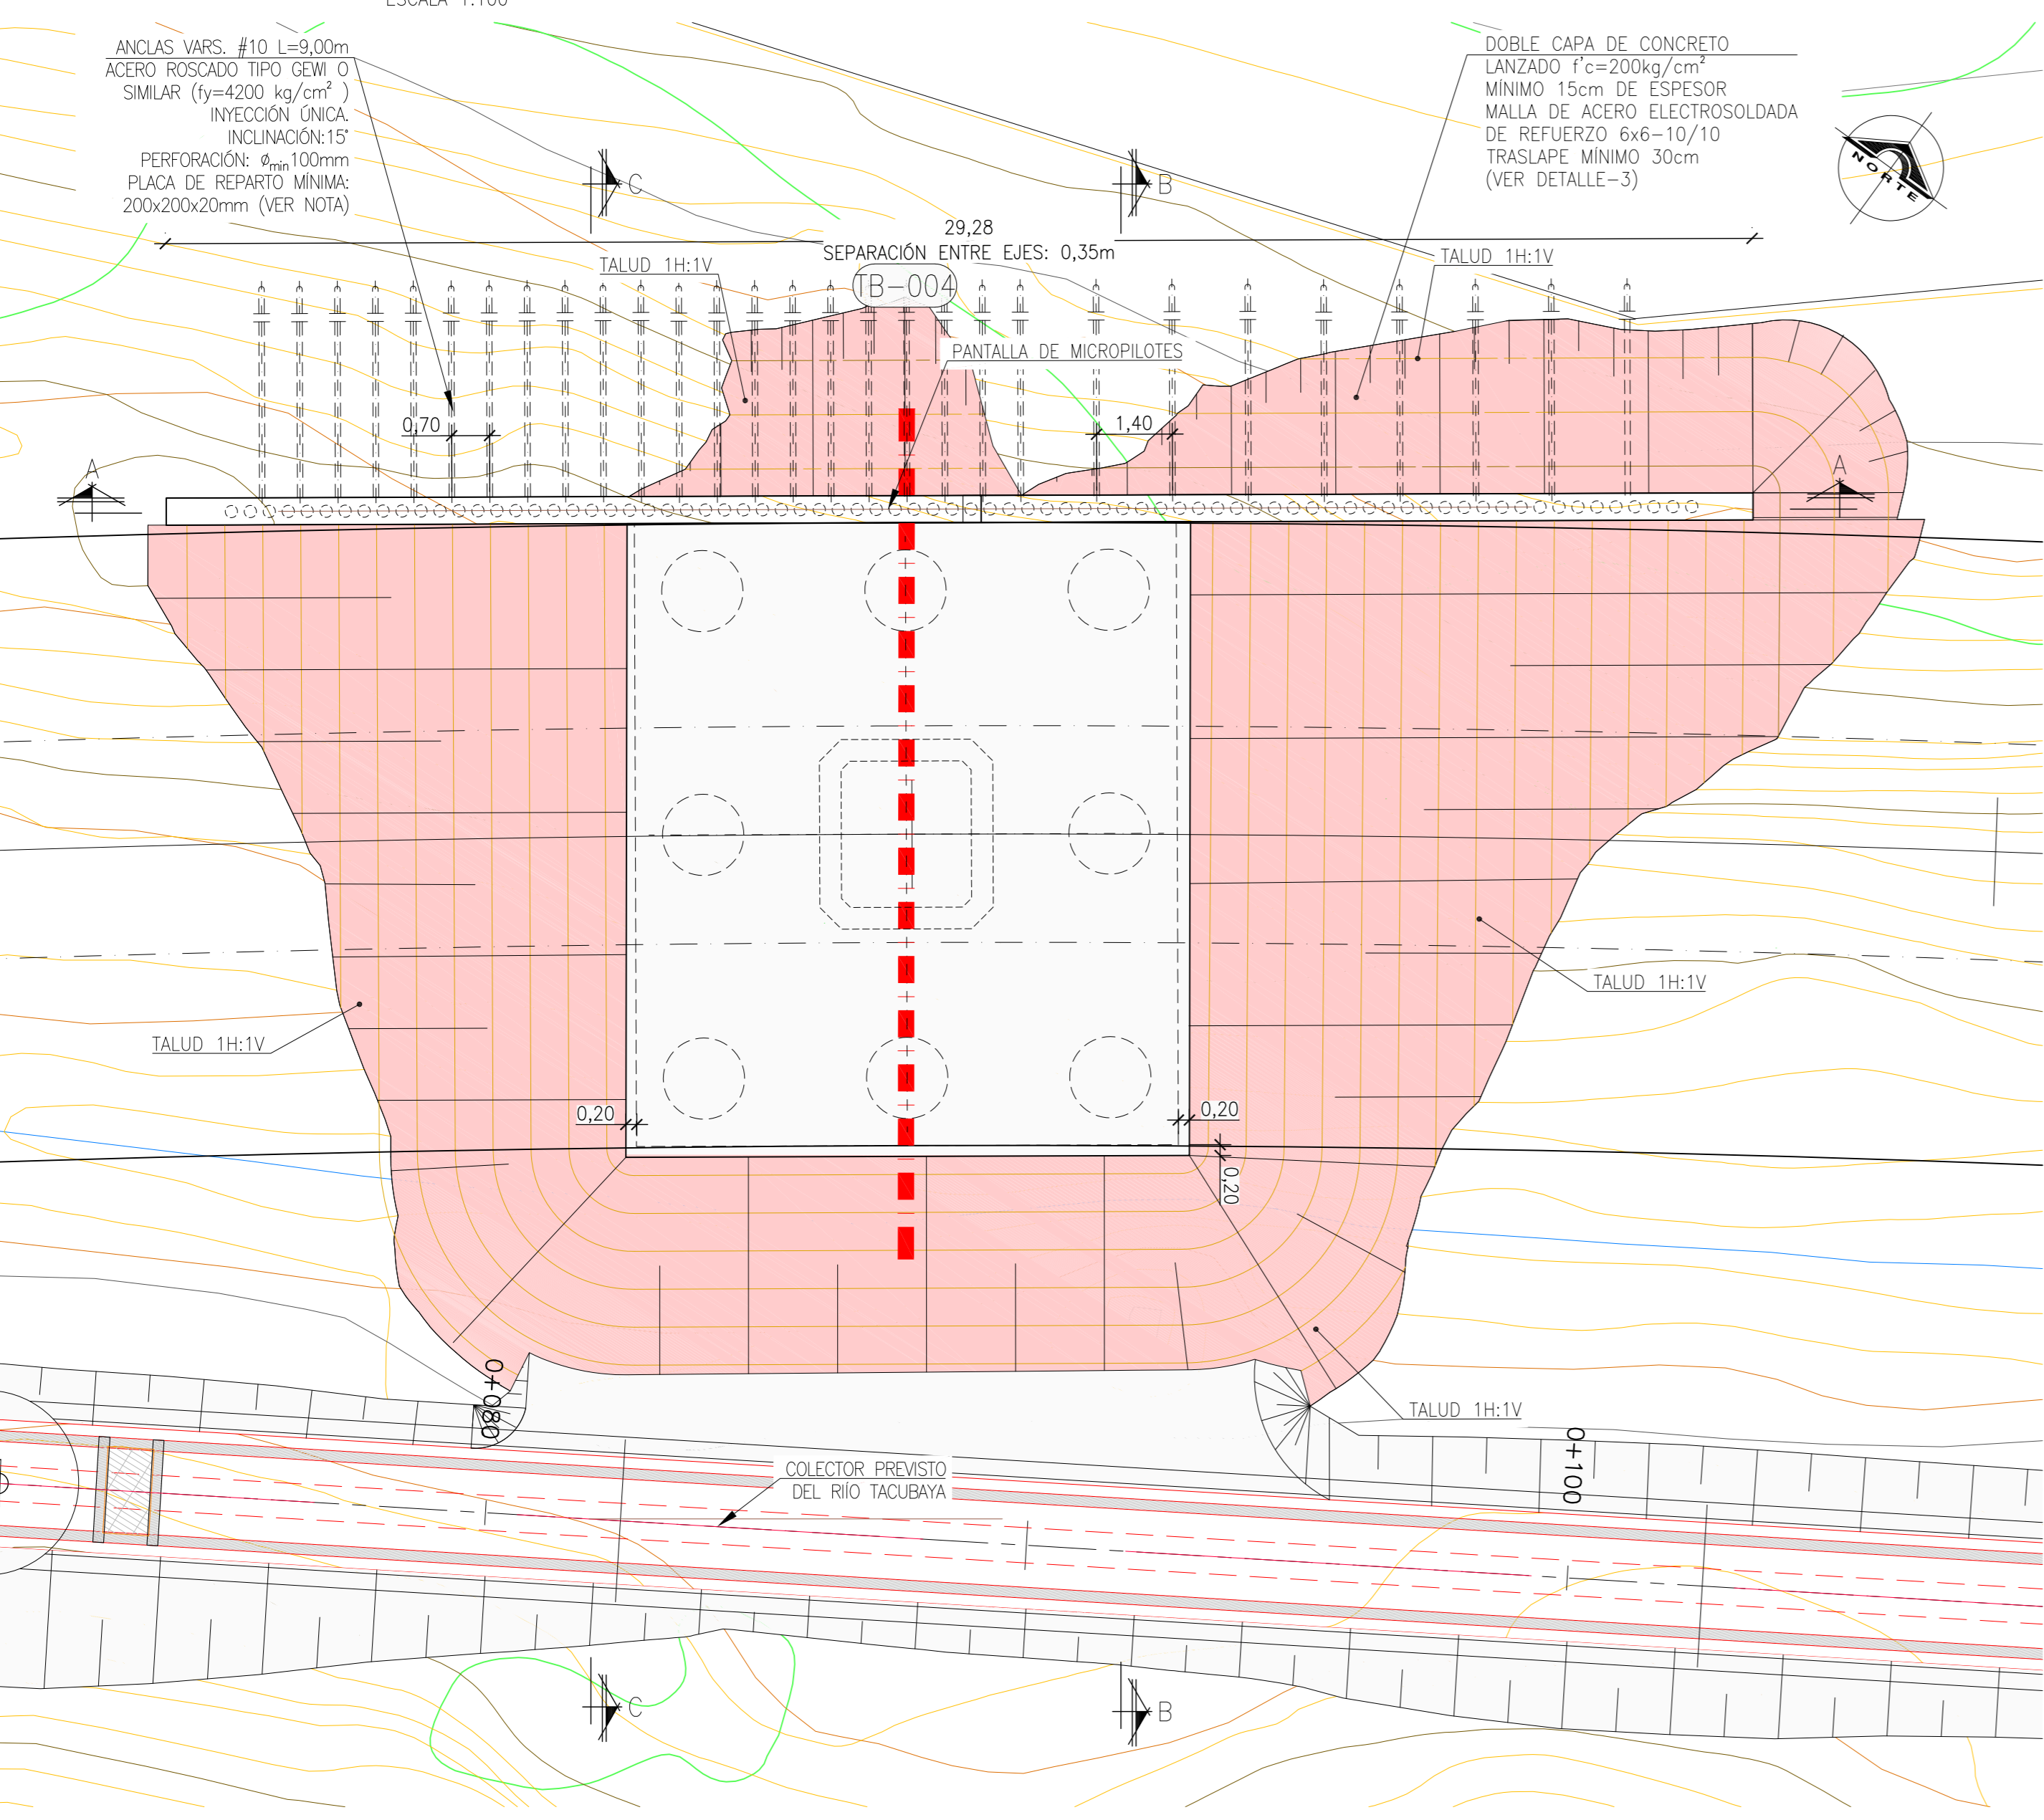 ESCALA 1:100
ANCLAS VARS. #10 L=9,00m
ACERO ROSCADO TIPO GEWI O
SIMILAR (fy=4200 kg/cm² )
INYECCIÓN ÚNICA.
INCLINACIÓN:15°
PERFORACIÓN: ømin100mm
PLACA DE REPARTO MÍNIMA:
200x200x20mm (VER NOTA)
DOBLE CAPA DE CONCRETO
LANZADO f'c=200kg/cm²
MÍNIMO 15cm DE ESPESOR
MALLA DE ACERO ELECTROSOLDADA
DE REFUERZO 6x6-10/10
TRASLAPE MÍNIMO 30cm
(VER DETALLE-3)
NORTE
C
B
29,28
SEPARACIÓN ENTRE EJES: 0,35m
TALUD 1H:1V
TALUD 1H:1V
TB-004
PANTALLA DE MICROPILOTES
0,70
1,40
A
A
TALUD 1H:1V
TALUD 1H:1V
0,20
0,20
0,20
0+080
TALUD 1H:1V
0+100
COLECTOR PREVISTO
DEL RIÍO TACUBAYA
C
B